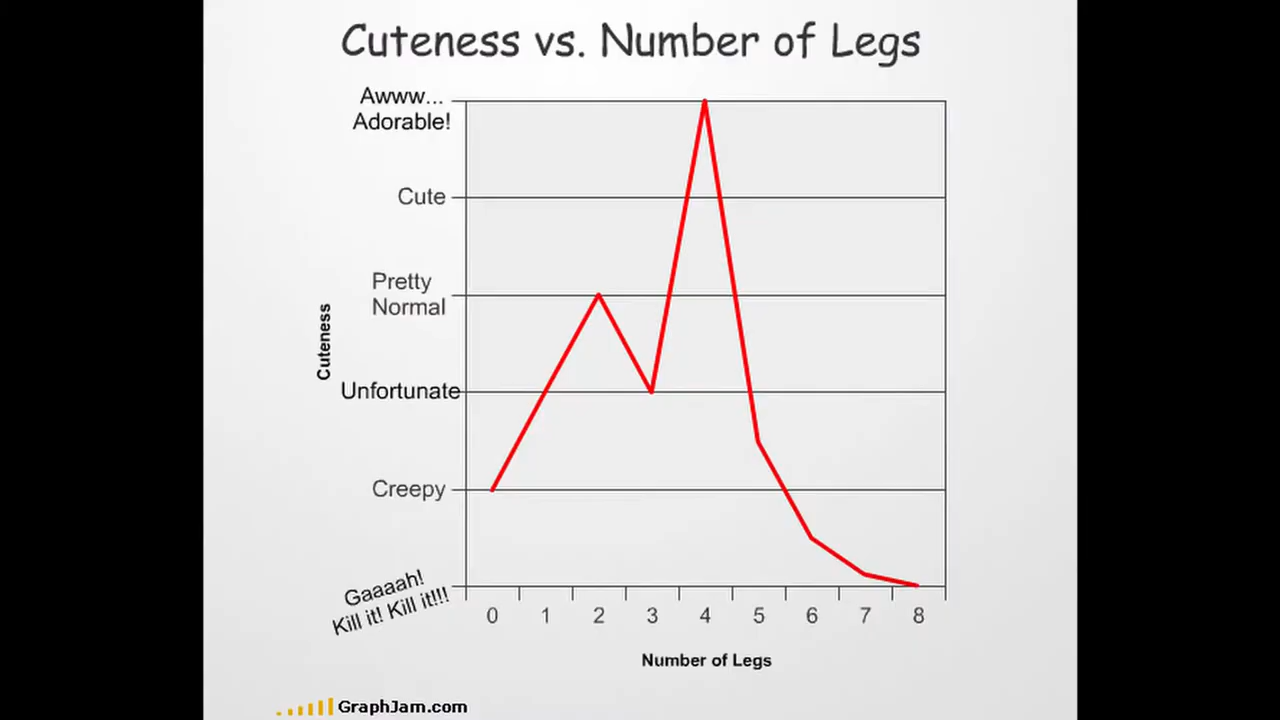 Cuteness vs. Number of Legs
Awww...
Adorable!
Cute
Pretty
Normal
Cuteness
Unfortunate
Creepy
Gaaaah!
Kill it! Kill it!!!
0 1 2 3 4 5 6 7 8
Number of Legs
GraphJam.com